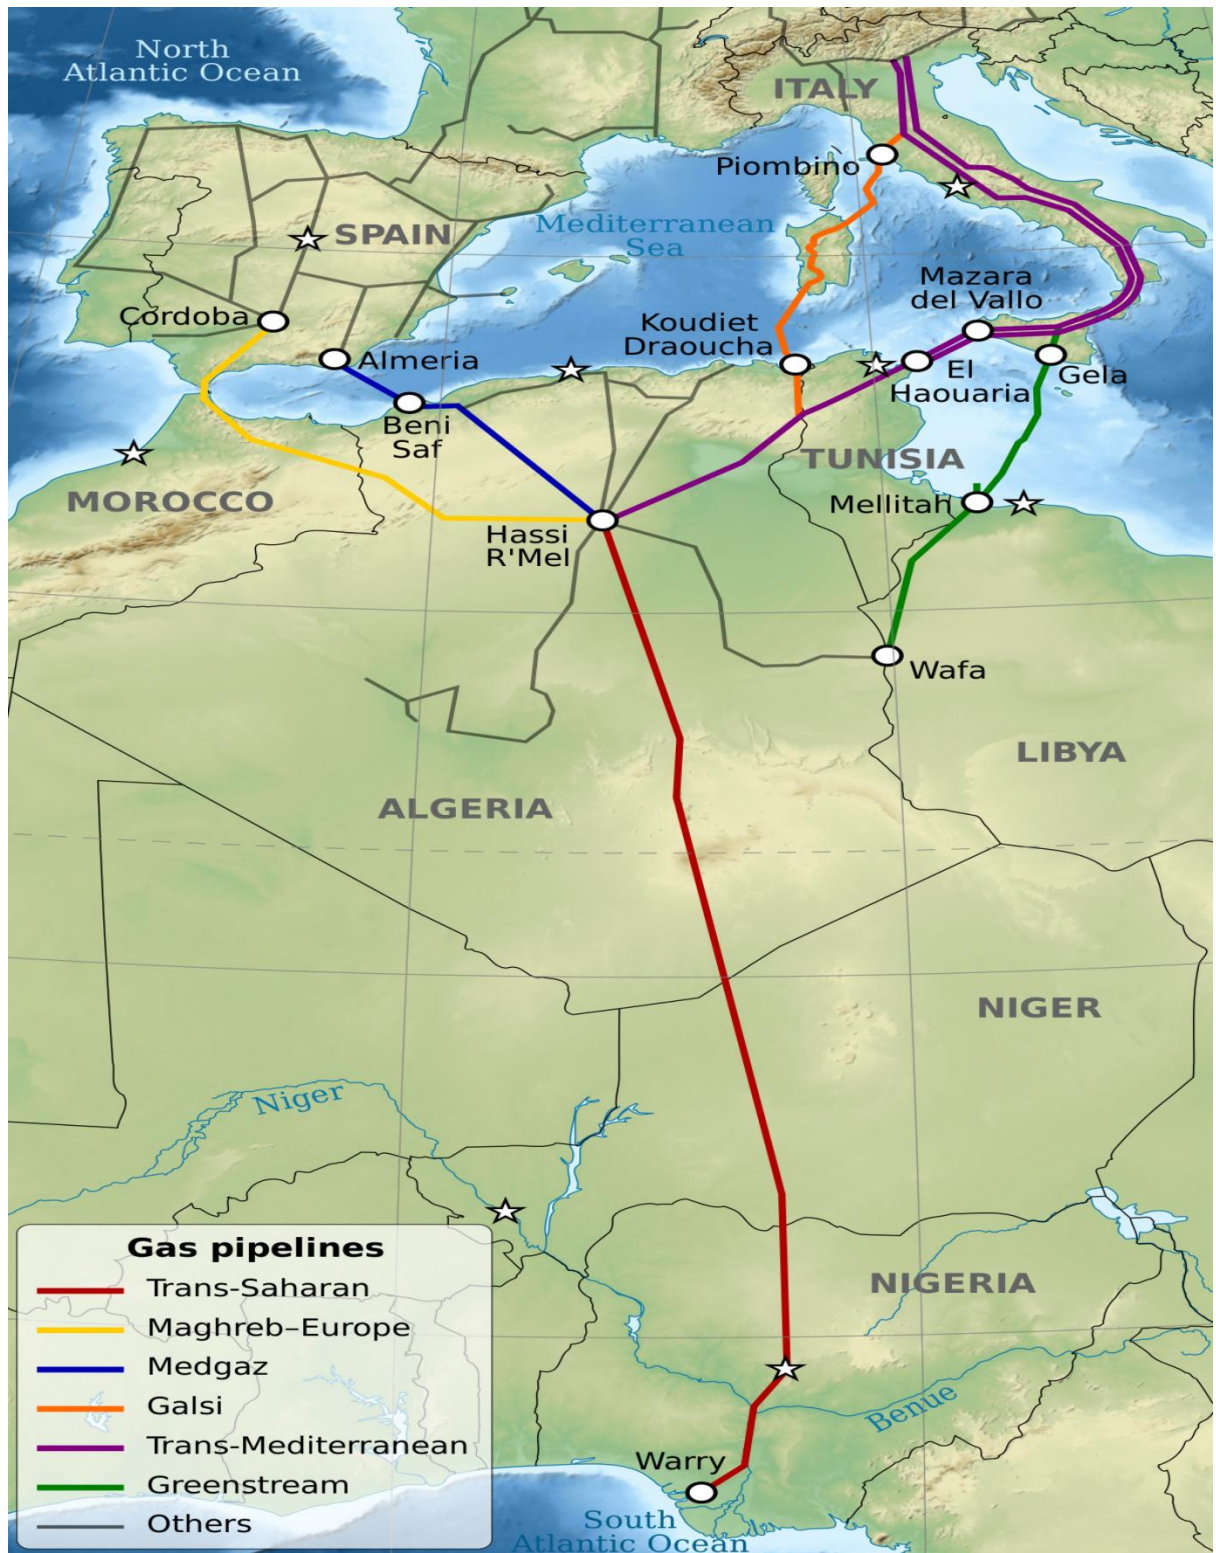 North
Atlantic Ocean
ITALY
Piombino
Mediterranean
Sea
SPAIN
Mazara
del Vallo
Cordoba
Koudiet
Draoucha
Almeria
El
Haouaria
Gela
Beni
Saf
TUNISIA
MOROCCO
Mellitah
Hassi
R'Mel
Wafa
LIBYA
ALGERIA
NIGER
Niger
NIGERIA
Benue
Warry
South
Atlantic Ocean
Gas pipelines
Trans-Saharan
Maghreb–Europe
Medgaz
Galsi
Trans-Mediterranean
Greenstream
Others